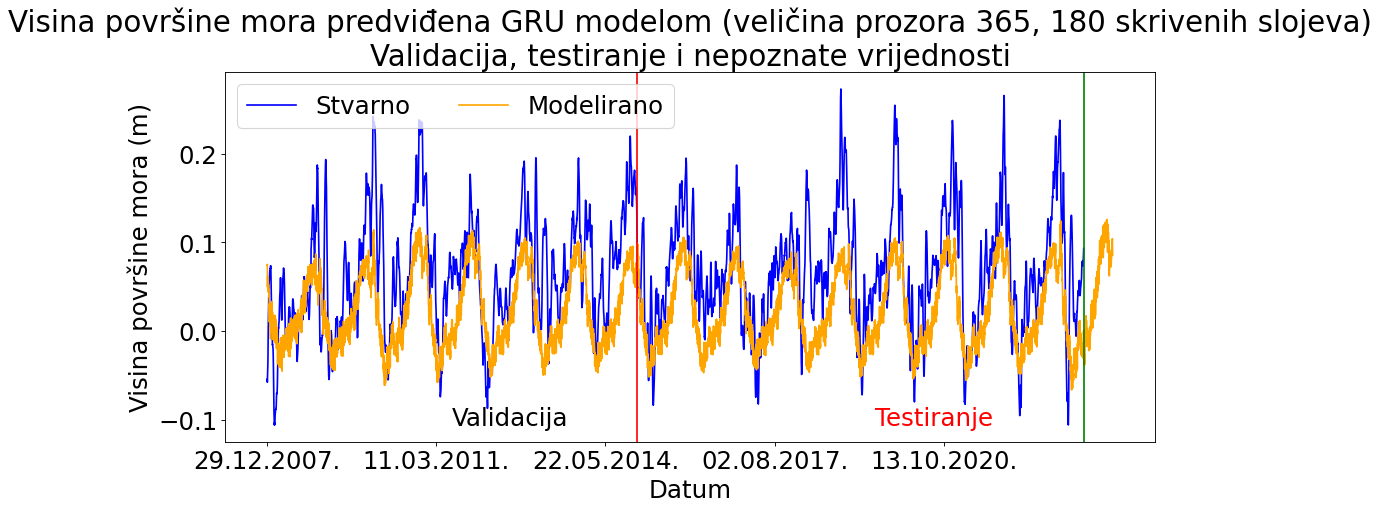 Visina površine mora predviđena GRU modelom (veličina prozora 365, 180 skrivenih slojeva)
Validacija, testiranje i nepoznate vrijednosti
Stvarno
Modelirano
Visina površine mora (m)
0.2
0.1
0.0
−0.1
Validacija
Testiranje
29.12.2007.
11.03.2011.
22.05.2014.
02.08.2017.
13.10.2020.
Datum